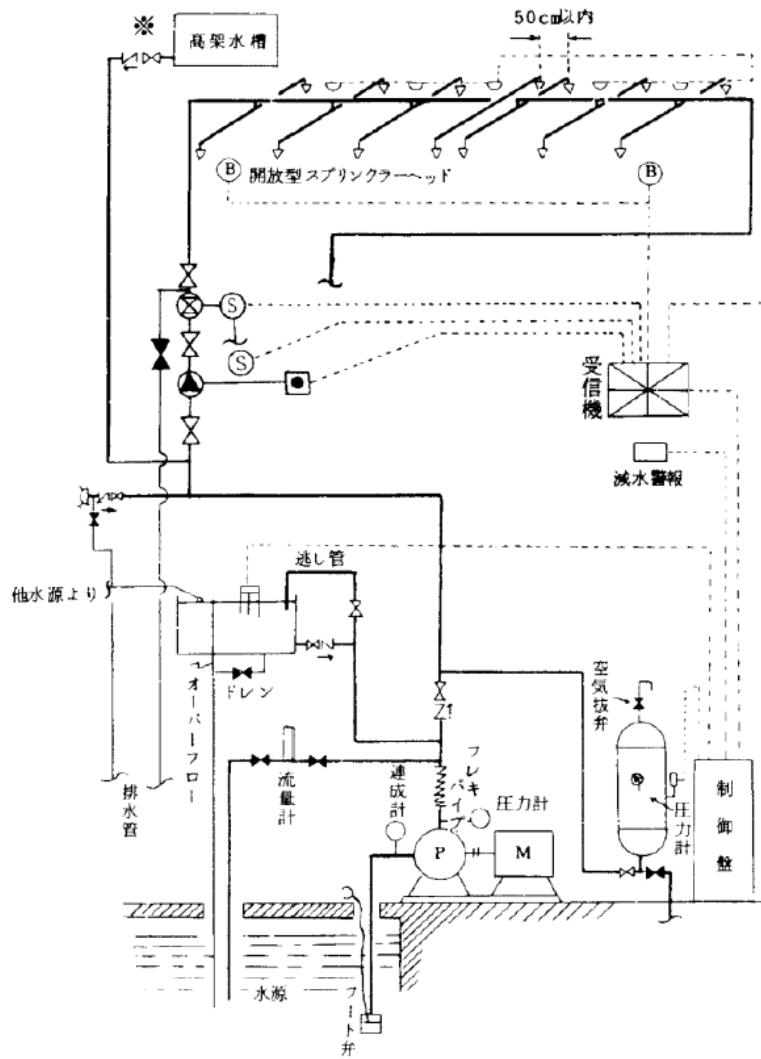 ※
高架水槽
50cm以内
B
開放型スプリンクラーヘッド
B
S
S
受信機
減水警報
逃し管
他水源より
ドレン
オーバーフロー
空気抜弁
排水管
流量計
連成計
フレキ
パイプ
圧力計
P
M
圧力計
制御盤
水源
フート弁